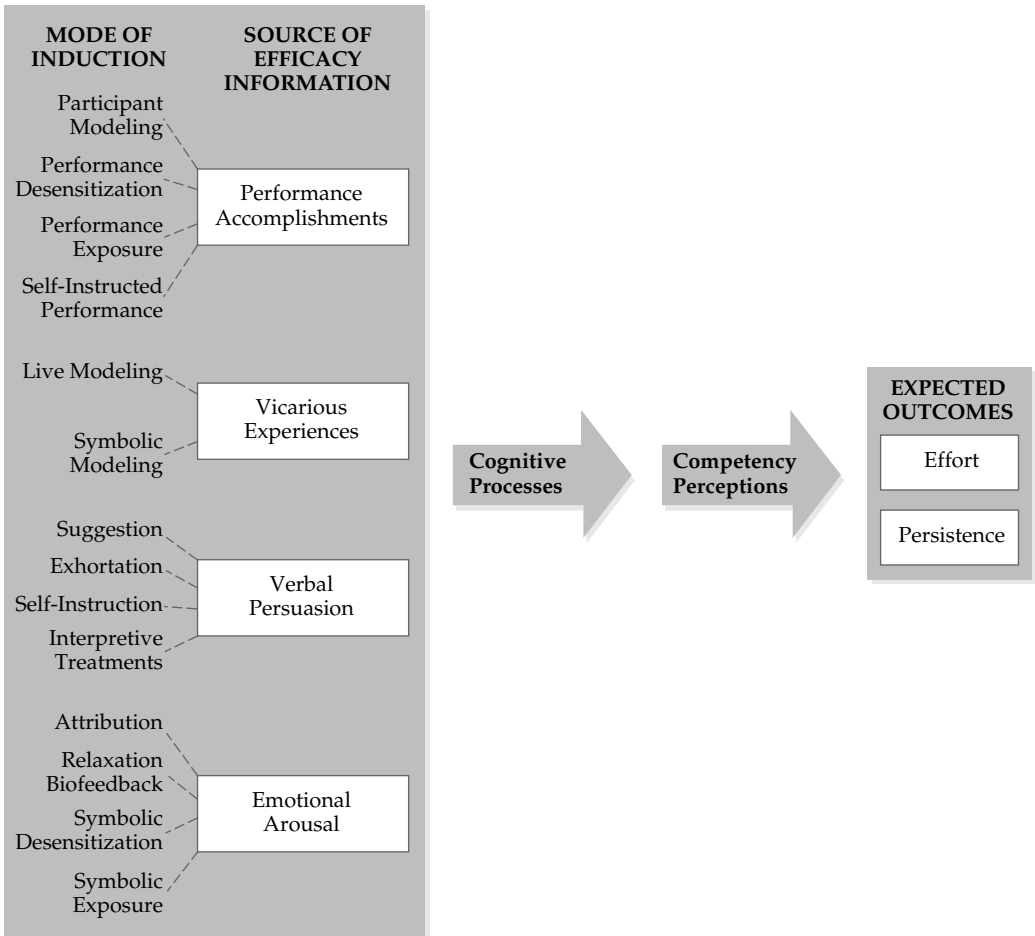 MODE OF
INDUCTION
SOURCE OF
EFFICACY
INFORMATION
Participant
Modeling
Performance
Desensitization
Performance
Exposure
Self-Instructed
Performance
Performance
Accomplishments
Live Modeling
Symbolic
Modeling
Vicarious
Experiences
Suggestion
Exhortation
Self-Instruction
Interpretive
Treatments
Verbal
Persuasion
Attribution
Relaxation
Biofeedback
Symbolic
Desensitization
Symbolic
Exposure
Emotional
Arousal
Cognitive
Processes
Competency
Perceptions
EXPECTED
OUTCOMES
Effort
Persistence